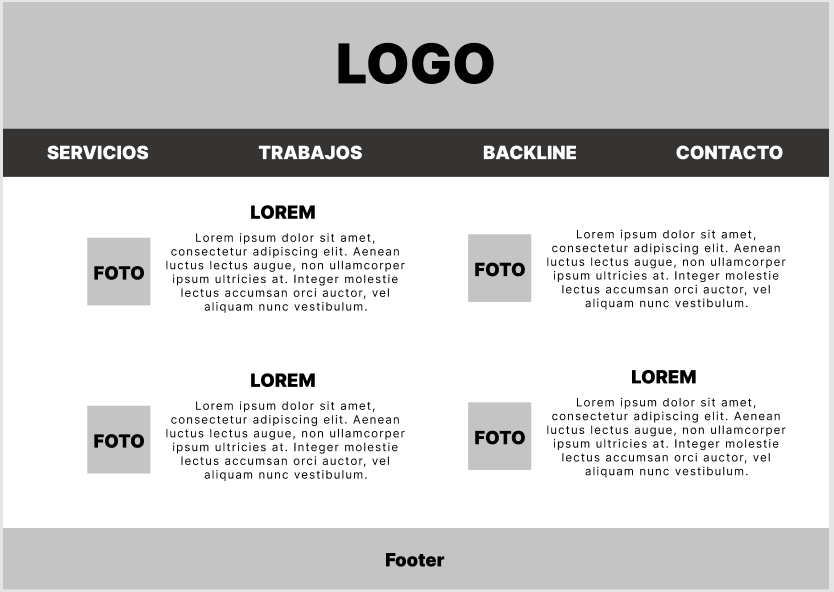 LOGO
SERVICIOS
TRABAJOS
BACKLINE
CONTACTO
LOREM
FOTO
Lorem ipsum dolor sit amet,
consectetur adipiscing elit. Aenean
luctus lectus augue, non ullamcorper
ipsum ultricies at. Integer molestie
lectus accumsan orci auctor, vel
aliquam nunc vestibulum.
FOTO
Lorem ipsum dolor sit amet,
consectetur adipiscing elit. Aenean
luctus lectus augue, non ullamcorper
ipsum ultricies at. Integer molestie
lectus accumsan orci auctor, vel
aliquam nunc vestibulum.
LOREM
FOTO
Lorem ipsum dolor sit amet,
consectetur adipiscing elit. Aenean
luctus lectus augue, non ullamcorper
ipsum ultricies at. Integer molestie
lectus accumsan orci auctor, vel
aliquam nunc vestibulum.
LOREM
FOTO
Lorem ipsum dolor sit amet,
consectetur adipiscing elit. Aenean
luctus lectus augue, non ullamcorper
ipsum ultricies at. Integer molestie
lectus accumsan orci auctor, vel
aliquam nunc vestibulum.
Footer